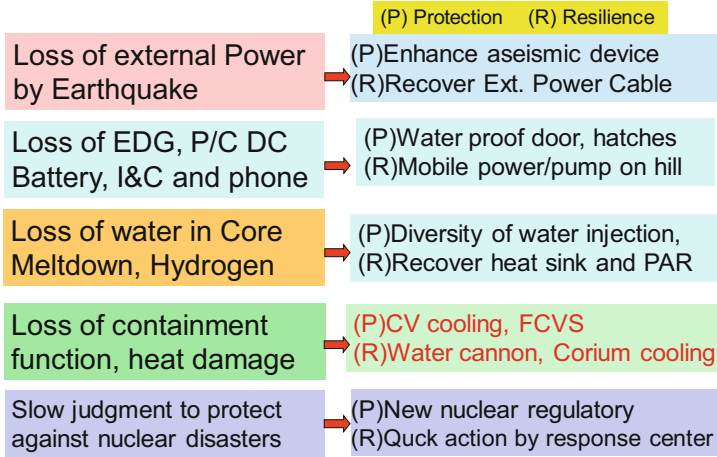 (P) Protection (R) Resilience
Loss of external Power
by Earthquake
(P)Enhance aseismic device
(R)Recover Ext. Power Cable
Loss of EDG, P/C DC
Battery, I&C and phone
(P)Water proof door, hatches
(R)Mobile power/pump on hill
Loss of water in Core
Meltdown, Hydrogen
(P)Diversity of water injection,
(R)Recover heat sink and PAR
Loss of containment
function, heat damage
(P)CV cooling, FCVS
(R)Water cannon, Corium cooling
Slow judgment to protect
against nuclear disasters
(P)New nuclear regulatory
(R)Quck action by response center